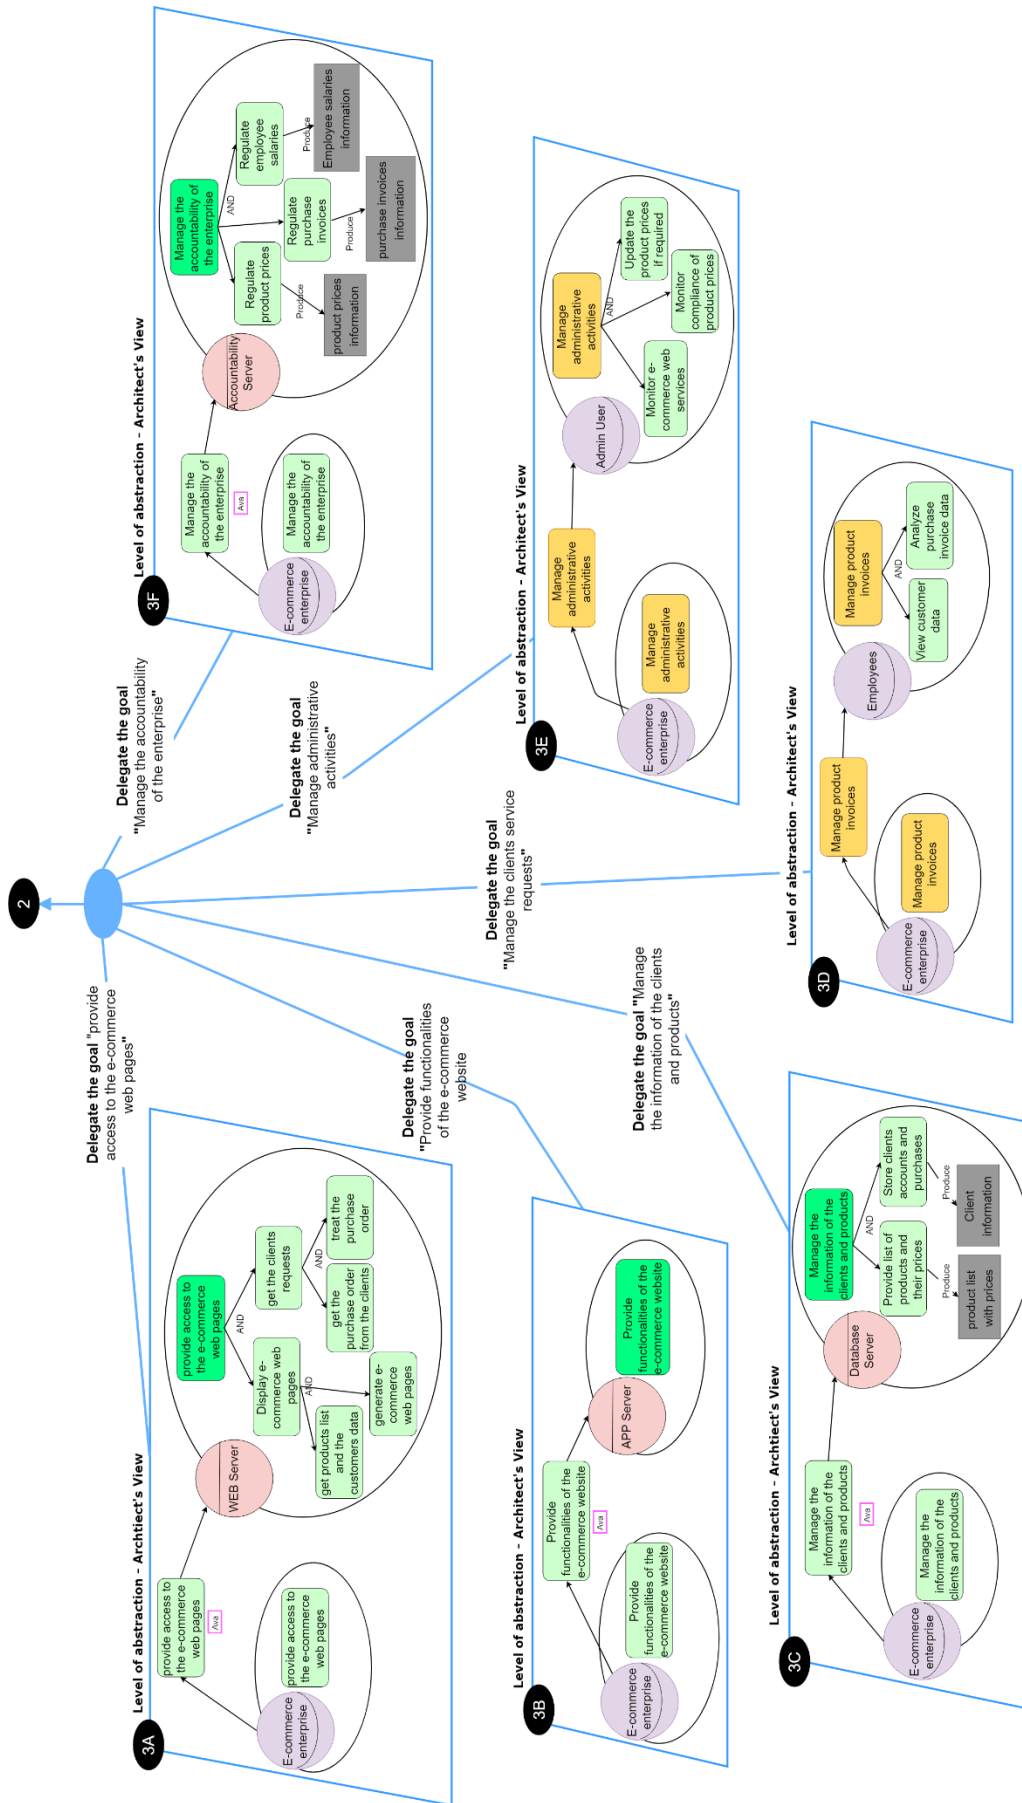 2
Delegate the goal "provide
access to the e-commerce
web pages"
Delegate the goal
"Provide functionalities
of the e-commerce
website
Delegate the goal "Manage
the information of the clients
and products"
Delegate the goal
"Manage the clients service
requests"
Delegate the goal
"Manage administrative
activities"
Delegate the goal
"Manage the accountability
of the enterprise"
3A
Level of abstraction - Archtiect's View
E-commerce
enterprise
provide access to
the e-commerce
web pages
provide access to
the e-commerce
web pages
Ava
WEB Server
provide access to
the e-commerce
web pages
AND
Display e-
commerce web
pages
get the clients
requests
AND
get products list
and the
customers data
generate e-
commerce
web pages
AND
get the
purchase order
from the clients
treat the
purchase
order
3B
Level of abstraction - Architect's View
E-commerce
enterprise
Provide
functionalities of the
e-commerce website
Provide
functionalities of the
e-commerce website
Ava
APP Server
Provide
functionalities of the
e-commerce website
3C
Level of abstraction - Archtiect's View
E-commerce
enterprise
Manage the
information of the
clients and products
Manage the
information of the
clients and products
Ava
Database
Server
Manage the
information of the
clients and products
AND
Provide list of
products and
their prices
Store clients
accounts and
purchases
Produce
product list
with prices
Produce
Client
information
3D
Level of abstraction - Architect's View
E-commerce
enterprise
Manage product
invoices
Manage product
invoices
Employees
Manage product
invoices
AND
View customer
data
Analyze
purchase
invoice data
3E
Level of abstraction - Architect's View
E-commerce
enterprise
Manage
administrative
activities
Manage
administrative
activities
Admin User
Manage
administrative
activities
AND
Monitor e-
commerce web
services
Monitor
compliance of
product prices
Update the
product prices
if required
3F
Level of abstraction - Architect's View
E-commerce
enterprise
Manage the
accountability of
the enterprise
Manage the
accountability of
the enterprise
Ava
Accountability
Server
Manage the
accountability of
the enterprise
AND
Regulate
product prices
Regulate
purchase
invoices
Regulate
employee
salaries
Produce
product prices
information
Produce
purchase invoices
information
Produce
Employee salaries
information